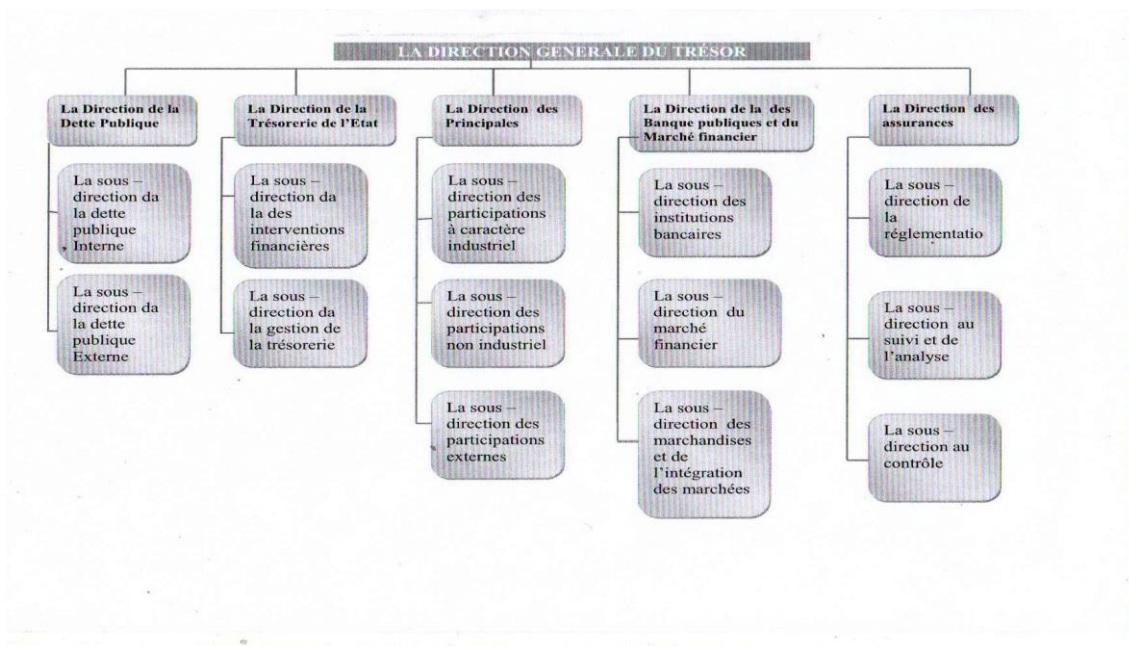 LA DIRECTION GENERALE DU TRÉSOR
La Direction de la
Dette Publique
La sous –
direction da
la dette
publique
Interne
La sous –
direction da
la dette
publique
Externe
La Direction de la
Trésorerie de l'Etat
La sous –
direction da
la des
interventions
financières
La sous –
direction da
la gestion de
la trésorerie
La Direction des
Principales
La sous –
direction des
participations
à caractère
industriel
La sous –
direction des
participations
non industriel
La sous –
direction des
participations
externes
La Direction de la des
Banque publiques et du
Marché financier
La sous –
direction des
institutions
bancaires
La sous –
direction du
marché
financier
La sous –
direction des
marchandises
et de
l'intégration
des marchées
La Direction des
assurances
La sous –
direction de
la
réglementatio
La sous –
direction au
suivi et de
l'analyse
La sous –
direction au
contrôle